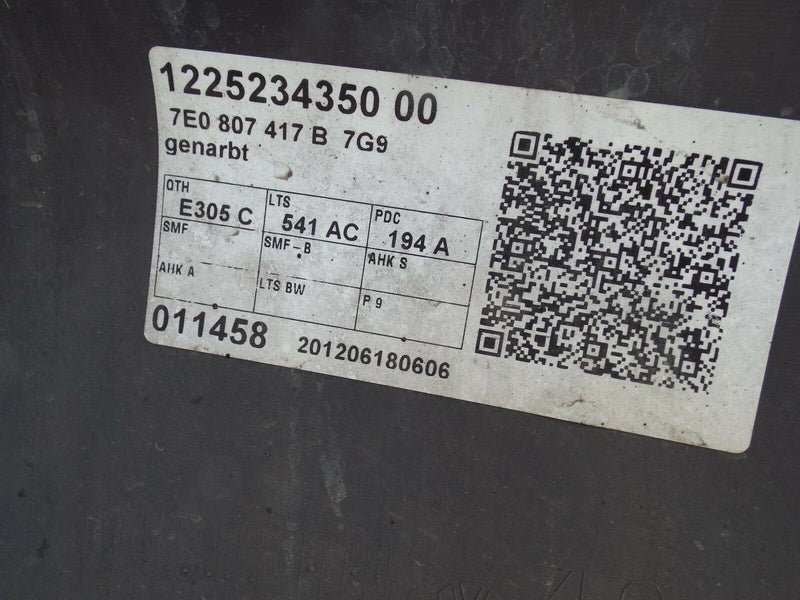 1225234350 00
7E0 807 417 B 7G9
genarbt
QTH LTS PDC
E305 C 541 AC 194 A
SMF SMF-B AHK S
AHK A LTS BW P 9
011458 201206180606